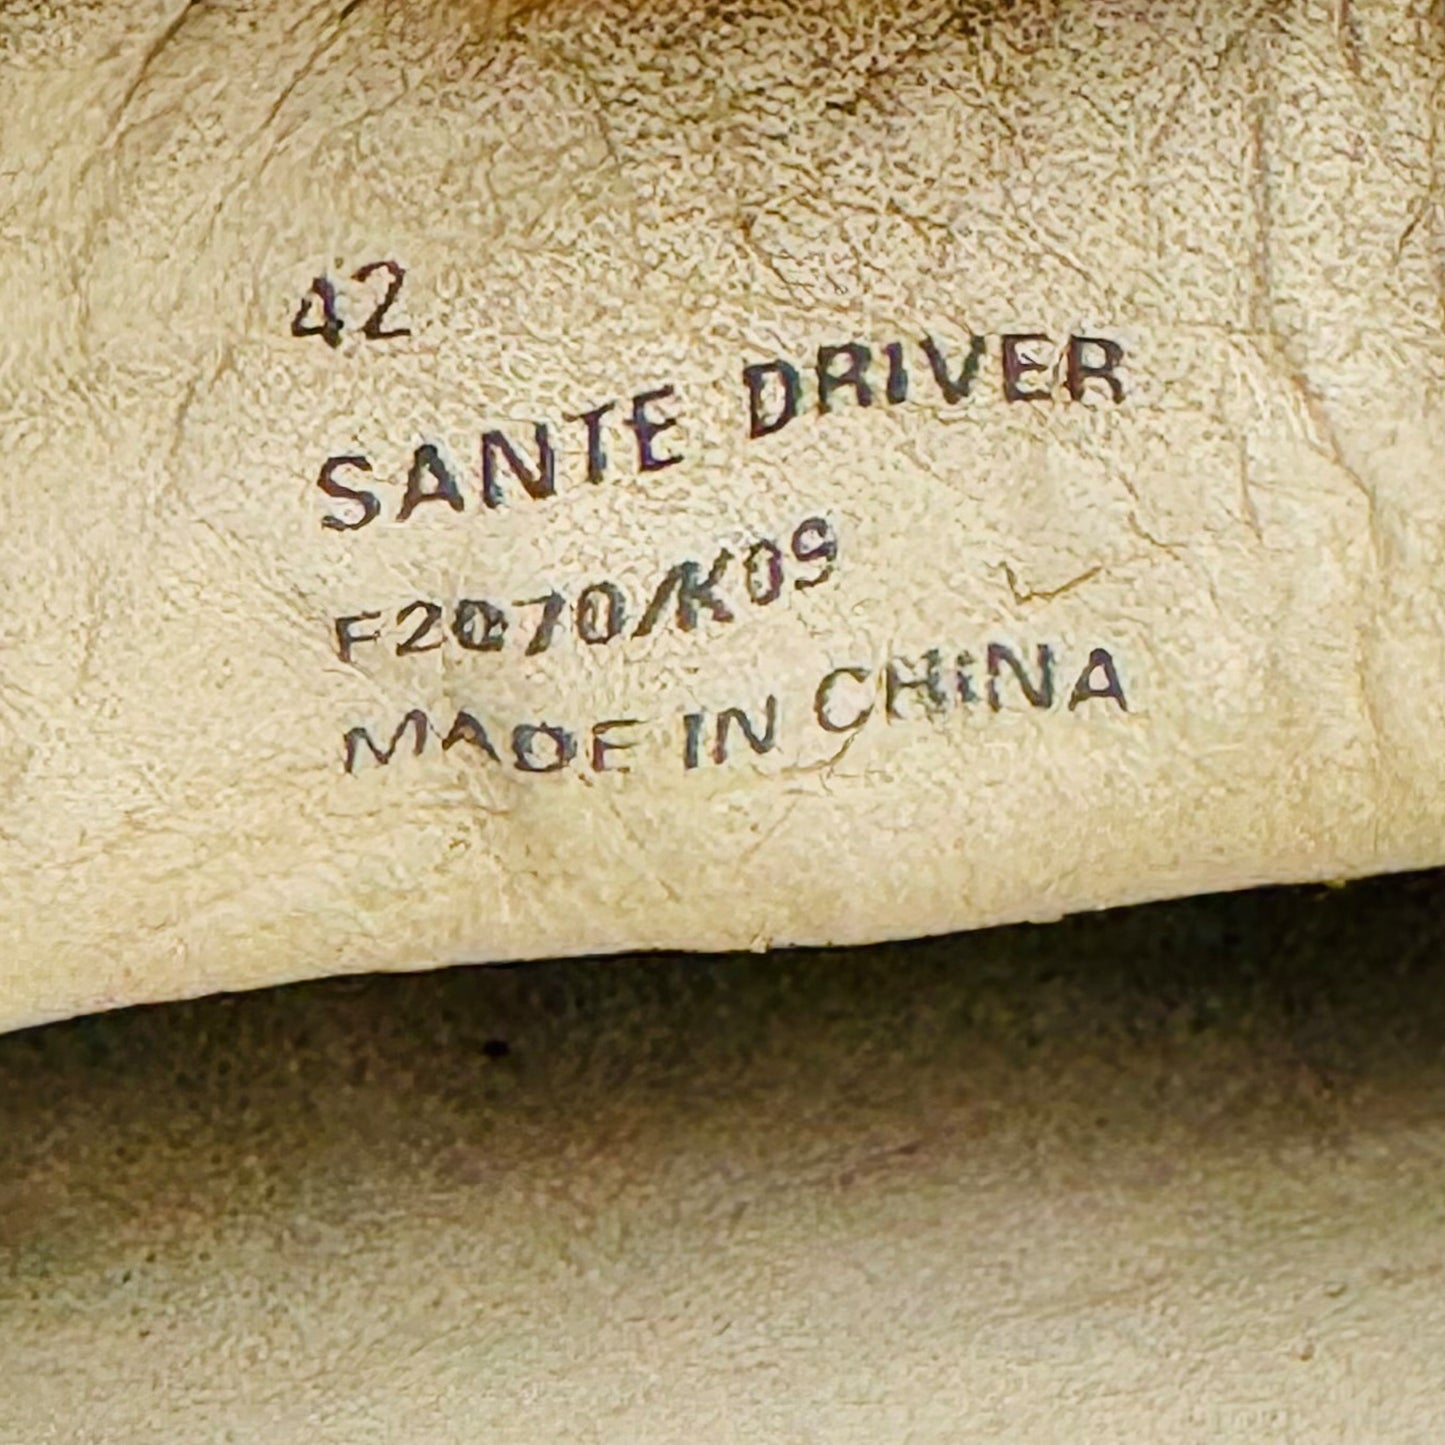 42
SANTE DRIVER
F2070/K09
MADE IN CHINA